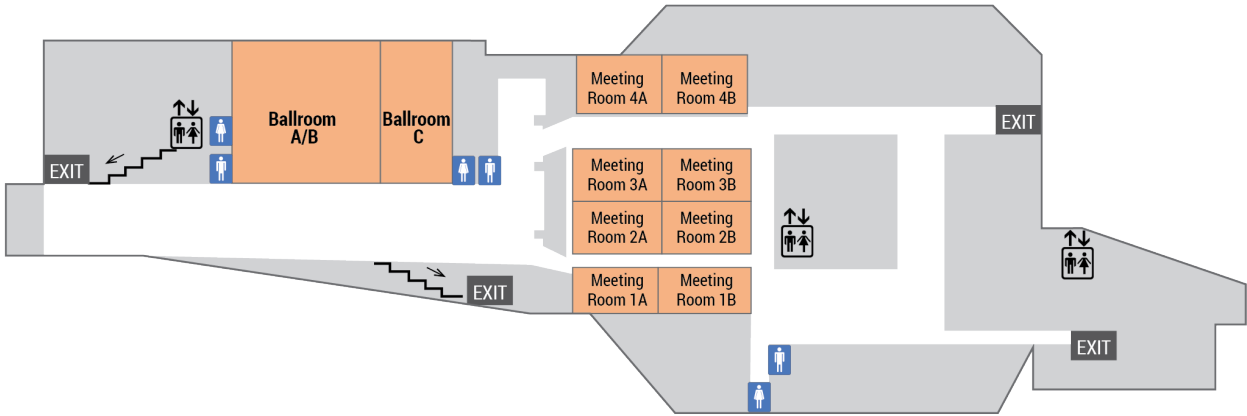 Meeting
Room 4A
Meeting
Room 4B
Ballroom
A/B
Ballroom
C
EXIT
EXIT
Meeting
Room 3A
Meeting
Room 3B
Meeting
Room 2A
Meeting
Room 2B
Meeting
Room 1A
Meeting
Room 1B
EXIT
EXIT